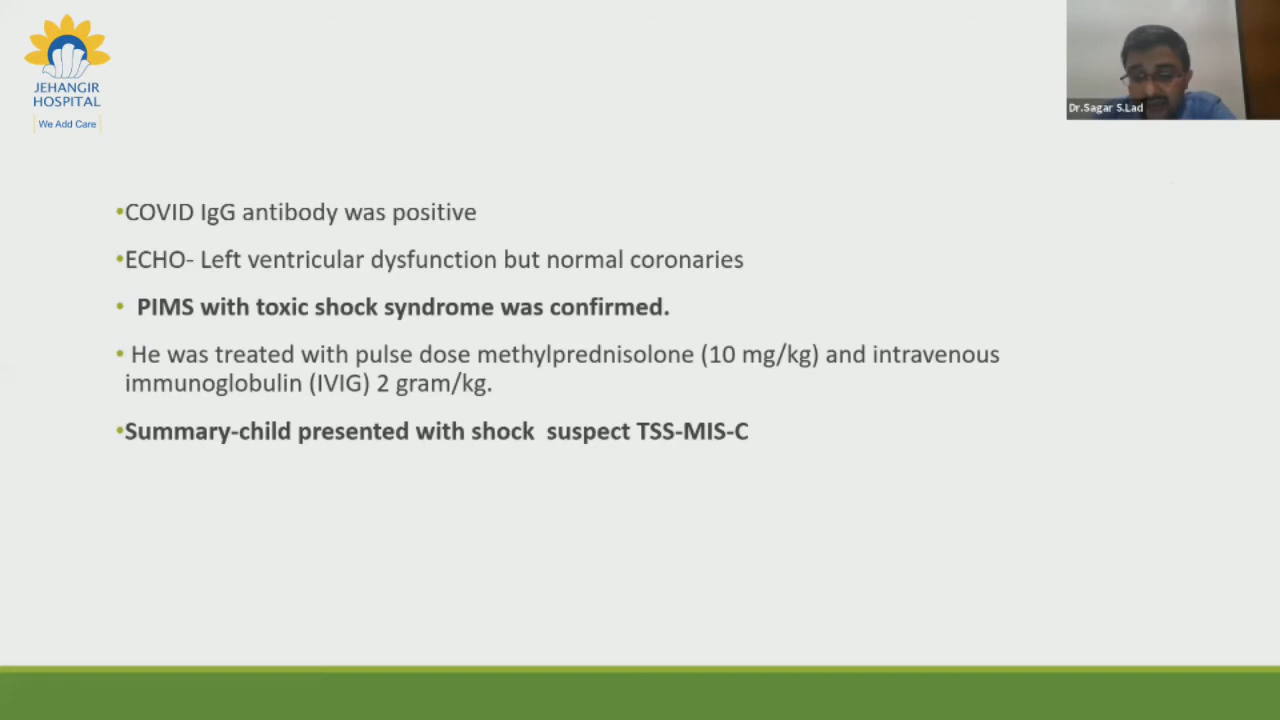 JEHANGIR
HOSPITAL
We Add Care
Dr.Sagar S.Lad
•COVID IgG antibody was positive
•ECHO- Left ventricular dysfunction but normal coronaries
• PIMS with toxic shock syndrome was confirmed.
• He was treated with pulse dose methylprednisolone (10 mg/kg) and intravenous
immunoglobulin (IVIG) 2 gram/kg.
•Summary-child presented with shock  suspect TSS-MIS-C